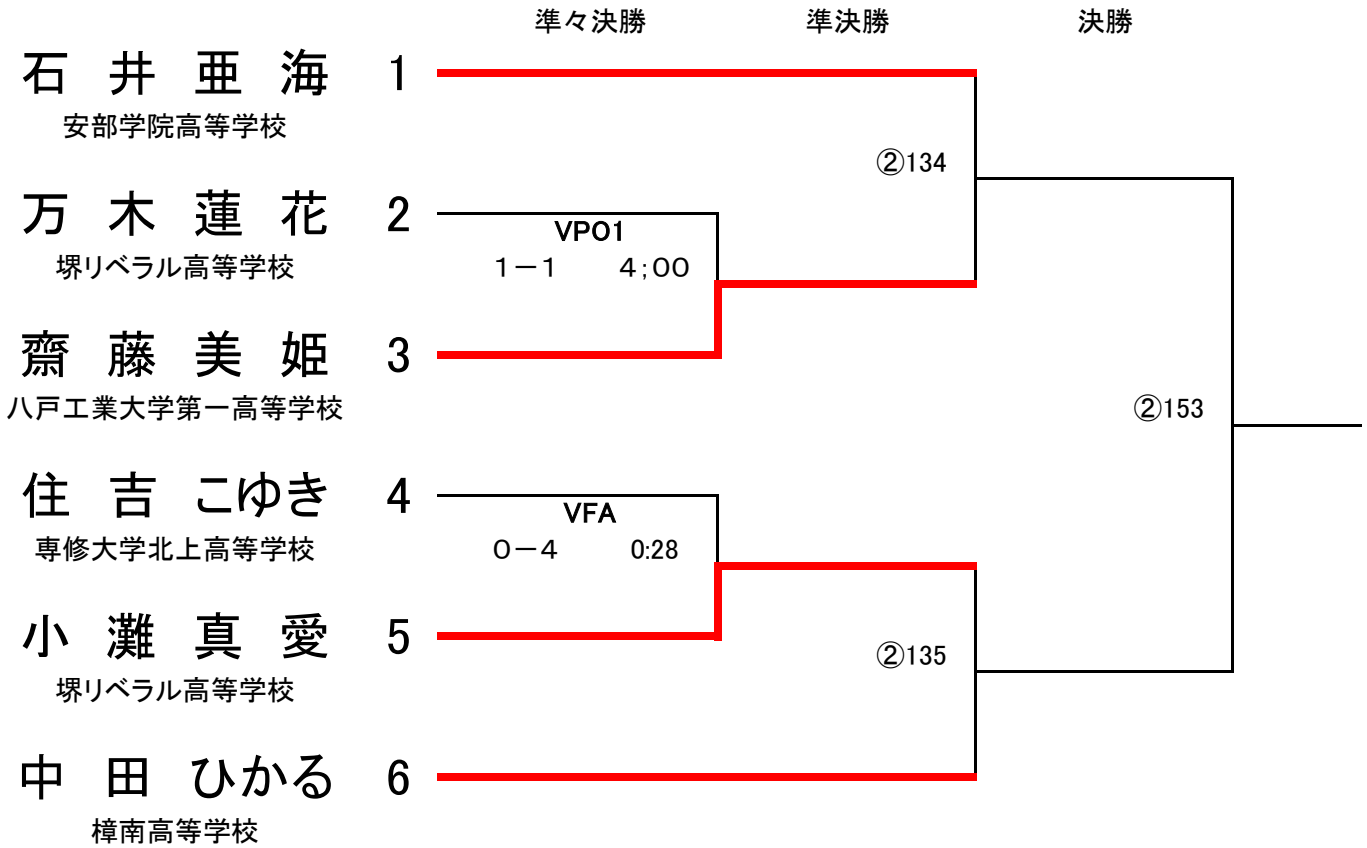 準々決勝 準決勝 決勝
石 井 亜 海 1
安部学院高等学校
②134
万 木 蓮 花 2
VPO1
堺リベラル高等学校
1－1 4;00
齋 藤 美 姫 3
八戸工業大学第一高等学校
②153
住 吉 こゆき 4
VFA
専修大学北上高等学校
0－4 0:28
小 灘 真 愛 5
②135
堺リベラル高等学校
中 田 ひかる 6
樟南高等学校